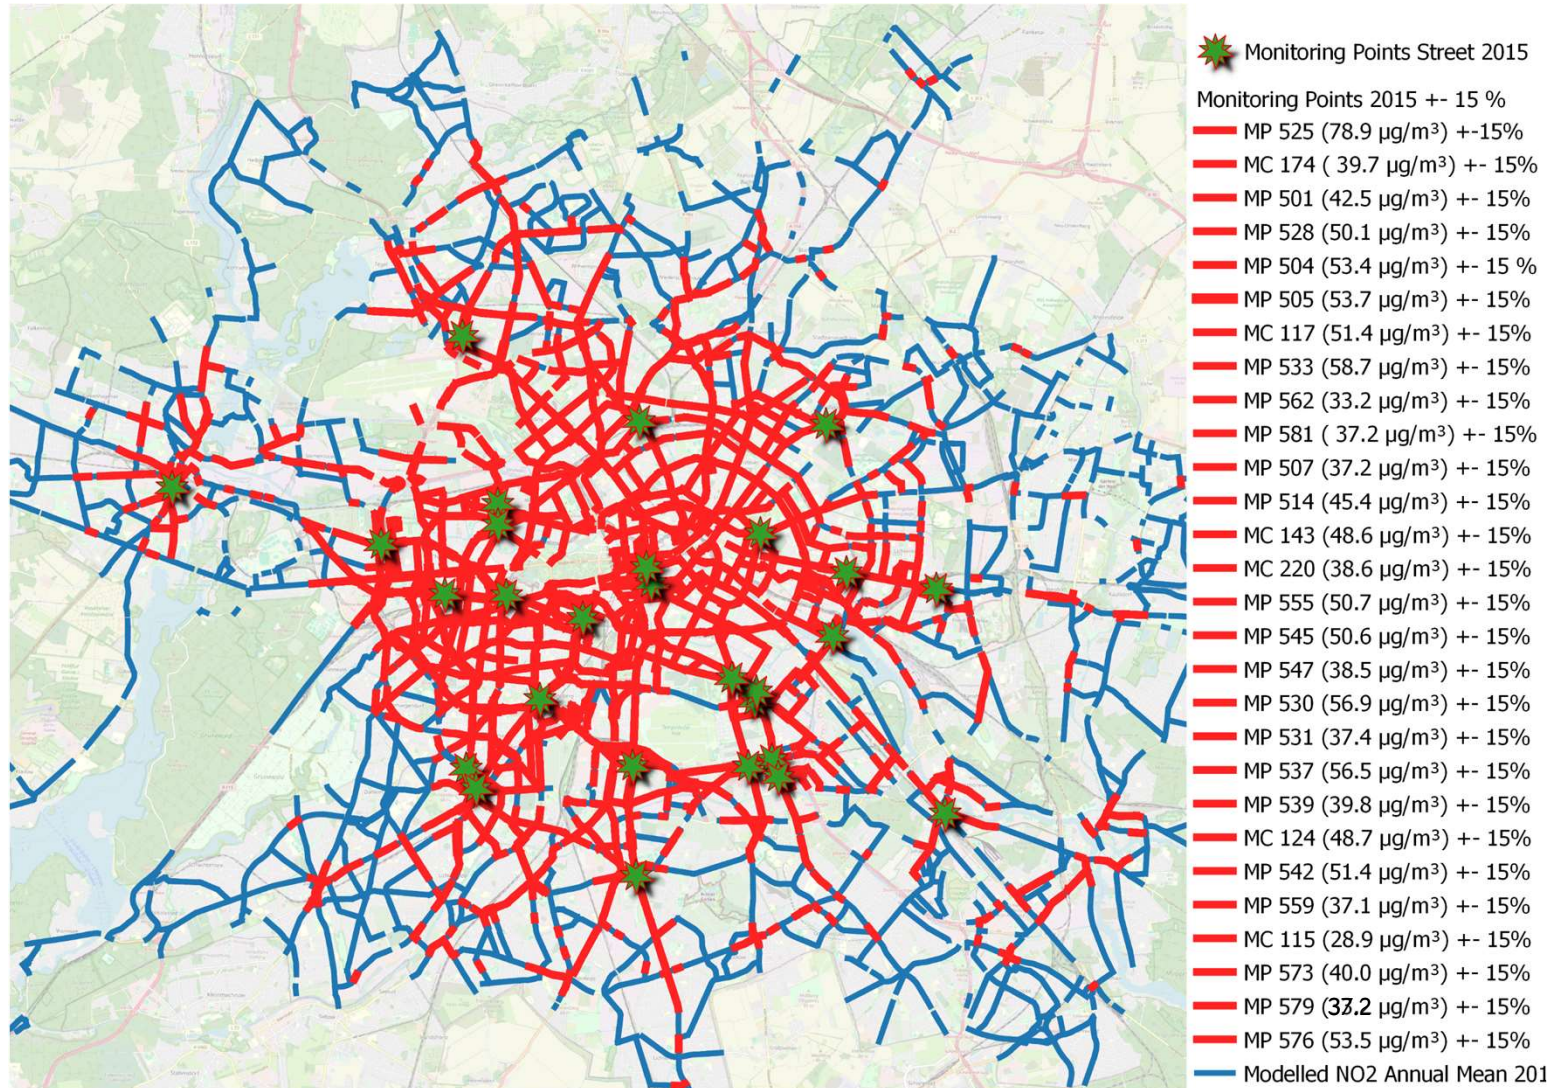 Monitoring Points Street 2015
Monitoring Points 2015 +- 15 %
MP 525 (78.9 µg/m³) +-15%
MC 174 ( 39.7 µg/m³) +- 15%
MP 501 (42.5 µg/m³) +- 15%
MP 528 (50.1 µg/m³) +- 15%
MP 504 (53.4 µg/m³) +- 15 %
MP 505 (53.7 µg/m³) +- 15%
MC 117 (51.4 µg/m³) +- 15%
MP 533 (58.7 µg/m³) +- 15%
MP 562 (33.2 µg/m³) +- 15%
MP 581 ( 37.2 µg/m³) +- 15%
MP 507 (37.2 µg/m³) +- 15%
MP 514 (45.4 µg/m³) +- 15%
MC 143 (48.6 µg/m³) +- 15%
MC 220 (38.6 µg/m³) +- 15%
MP 555 (50.7 µg/m³) +- 15%
MP 545 (50.6 µg/m³) +- 15%
MP 547 (38.5 µg/m³) +- 15%
MP 530 (56.9 µg/m³) +- 15%
MP 531 (37.4 µg/m³) +- 15%
MP 537 (56.5 µg/m³) +- 15%
MP 539 (39.8 µg/m³) +- 15%
MC 124 (48.7 µg/m³) +- 15%
MP 542 (51.4 µg/m³) +- 15%
MP 559 (37.1 µg/m³) +- 15%
MC 115 (28.9 µg/m³) +- 15%
MP 573 (40.0 µg/m³) +- 15%
MP 579 (µg/m³) +- 15%
MP 576 (53.5 µg/m³) +- 15%
Modelled NO2 Annual Mean 201